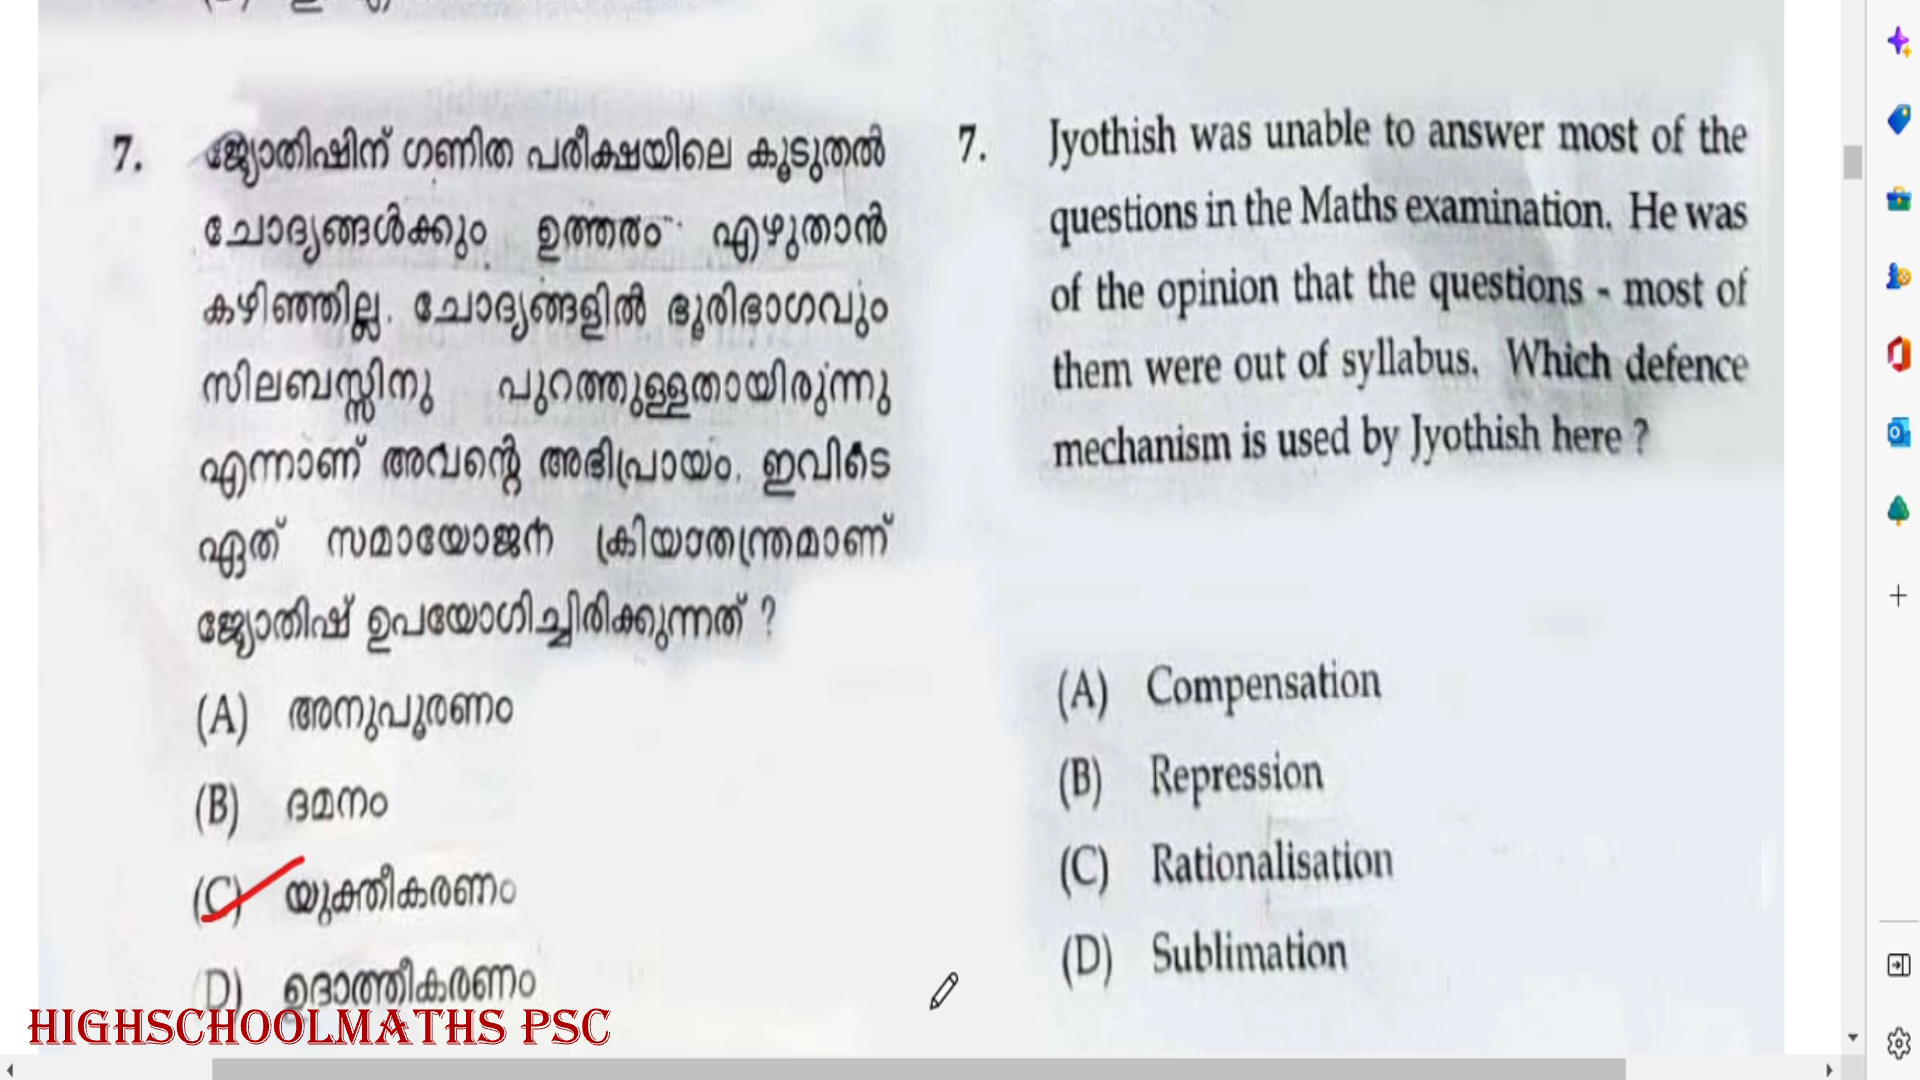 7. ജ്യോതിഷിന് ഗണിത പരീക്ഷയിലെ കൂടുതൽ
ചോദ്യങ്ങൾക്കും ഉത്തരം എഴുതാൻ
കഴിഞ്ഞില്ല. ചോദ്യങ്ങളിൽ ഭൂരിഭാഗവും
സിലബസ്സിനു പുറത്തുള്ളതായിരുന്നു
എന്നാണ് അവന്റെ അഭിപ്രായം. ഇവിടെ
ഏത് സമായോജന ക്രിയാതന്ത്രമാണ്
ജ്യോതിഷ് ഉപയോഗിച്ചിരിക്കുന്നത് ?
(A) അനുപൂരണം
(B) ദമനം
(C) യുക്തീകരണം
(D) ഉദാത്തീകരണം
7. Jyothish was unable to answer most of the
questions in the Maths examination. He was
of the opinion that the questions - most of
them were out of syllabus. Which defence
mechanism is used by Jyothish here ?
(A) Compensation
(B) Repression
(C) Rationalisation
(D) Sublimation
HIGHSCHOOLMATHS PSC